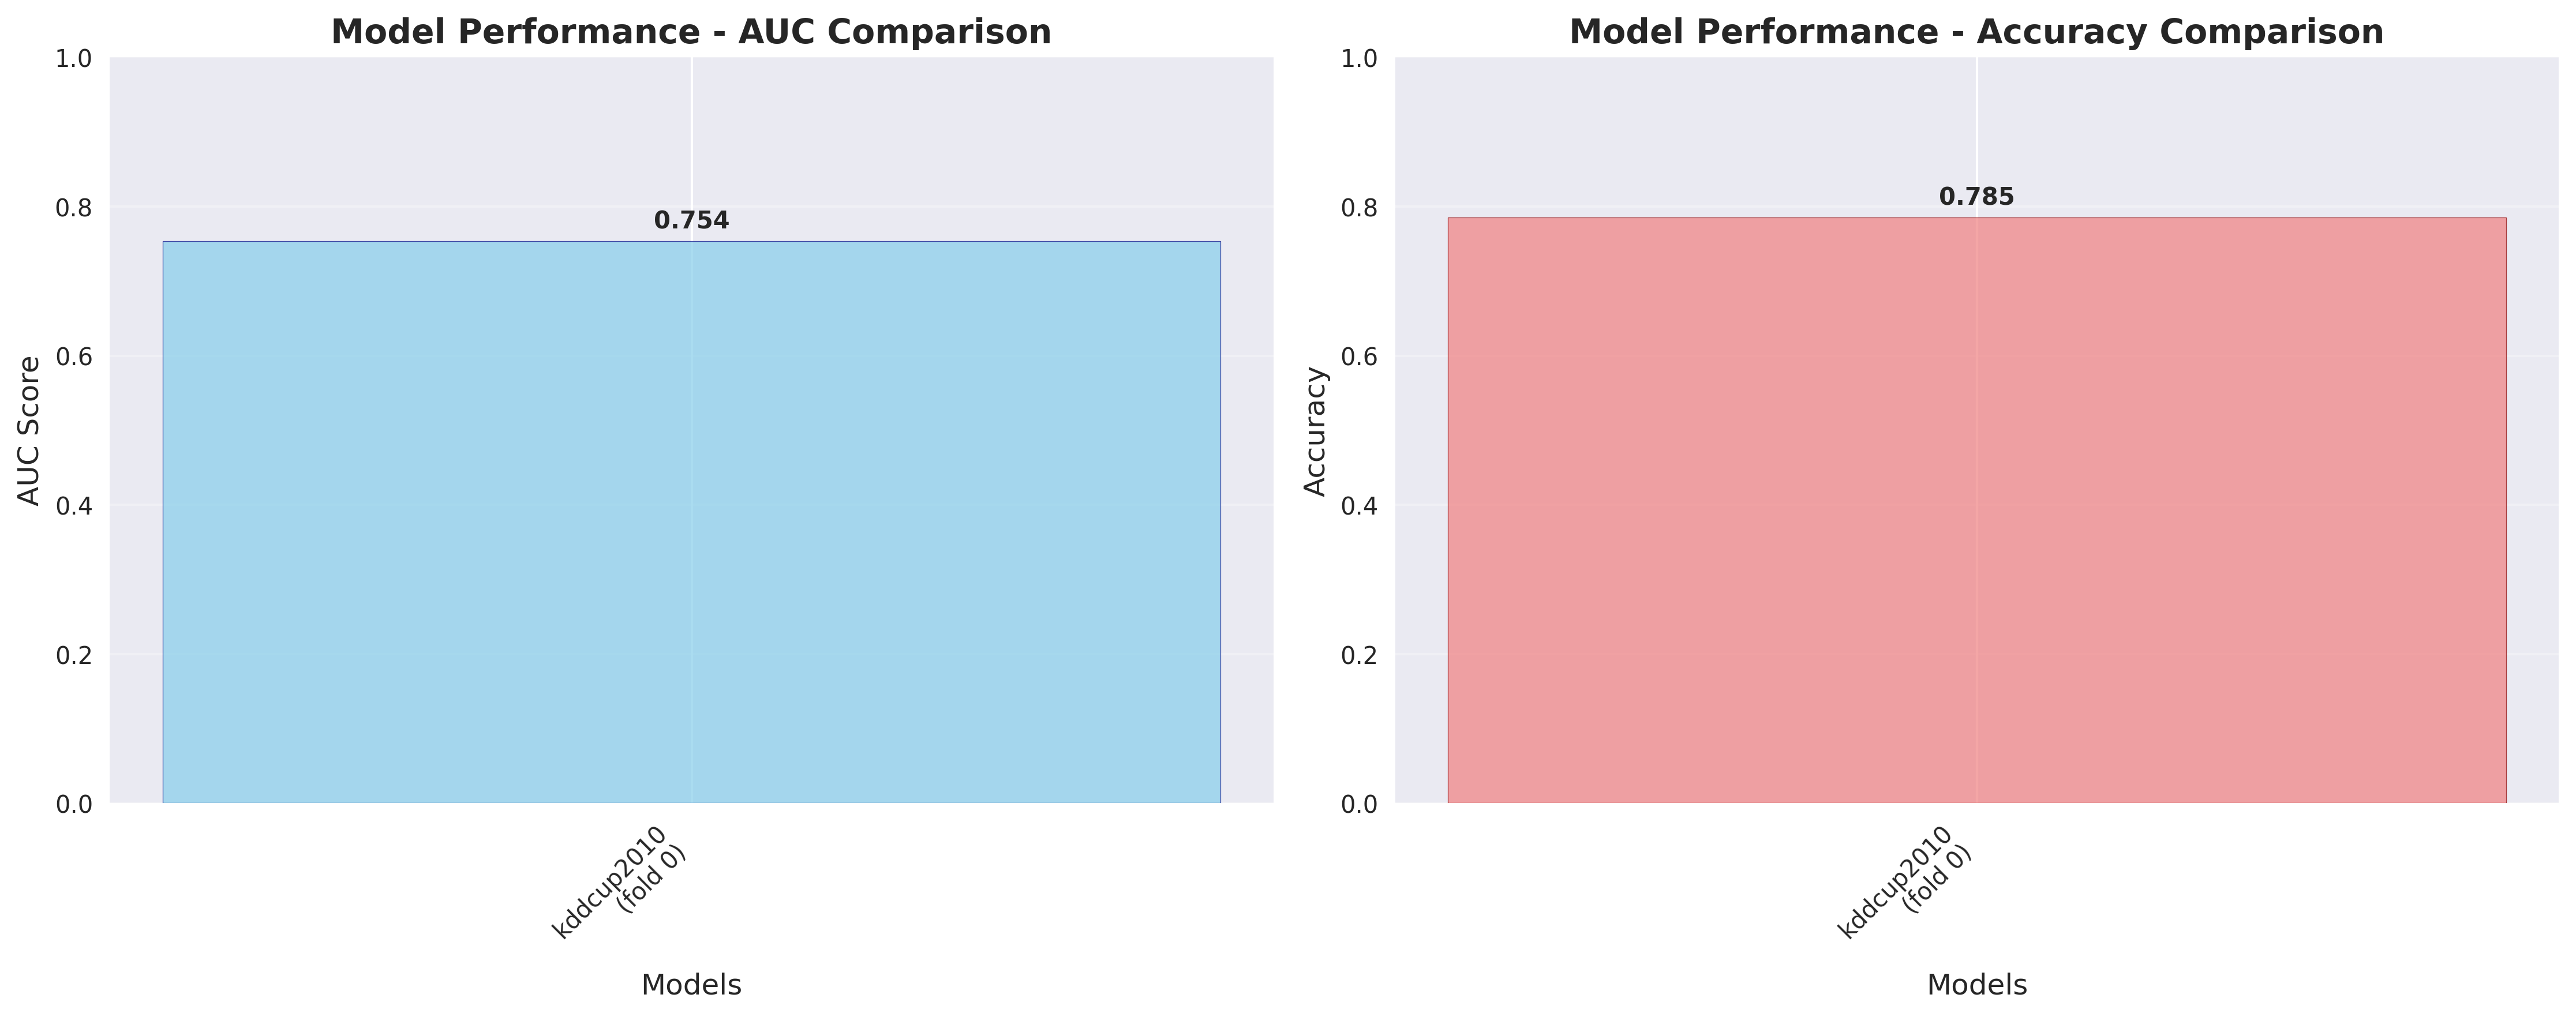 Model Performance - AUC Comparison
1.0
0.8
0.6
0.4
0.2
0.0
AUC Score
0.754
kddcup2010
(fold 0)
Models
Model Performance - Accuracy Comparison
1.0
0.8
0.6
0.4
0.2
0.0
Accuracy
0.785
kddcup2010
(fold 0)
Models